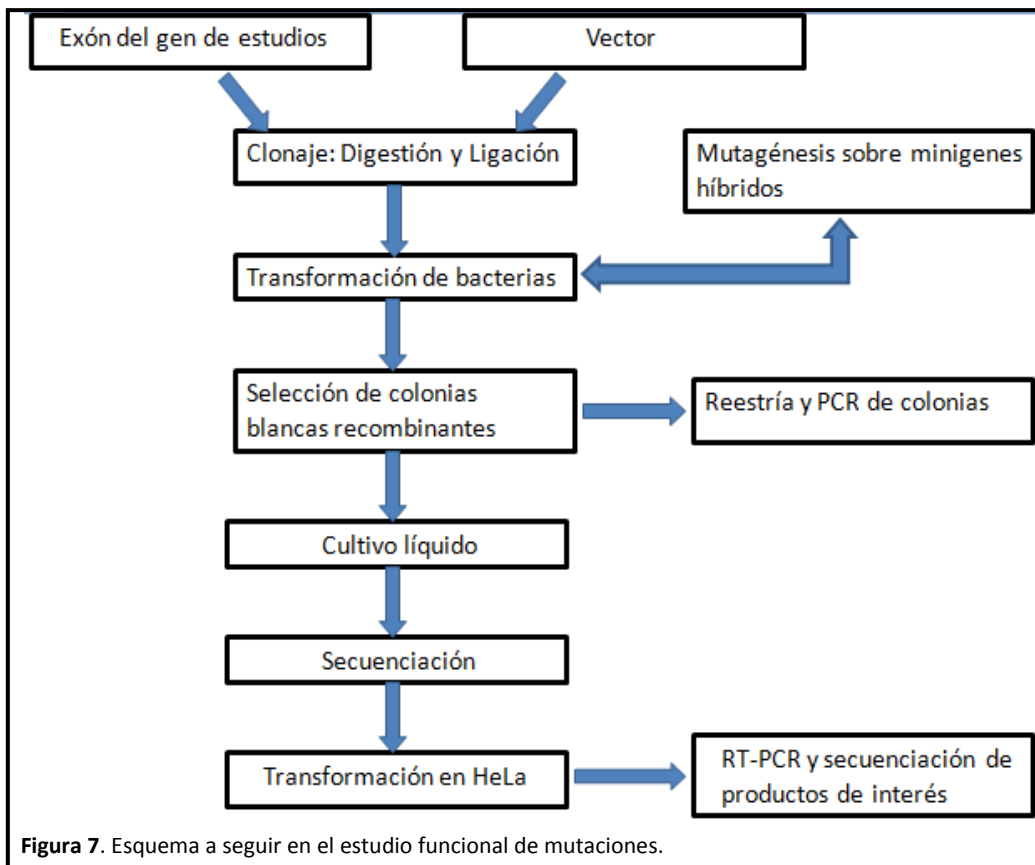 Exón del gen de estudios
Vector
Clonaje: Digestión y Ligación
Mutagénesis sobre minigenes
híbridos
Transformación de bacterias
Selección de colonias
blancas recombinantes
Reestría y PCR de colonias
Cultivo líquido
Secuenciación
Transformación en HeLa
RT-PCR y secuenciación de
productos de interés
Figura 7. Esquema a seguir en el estudio funcional de mutaciones.